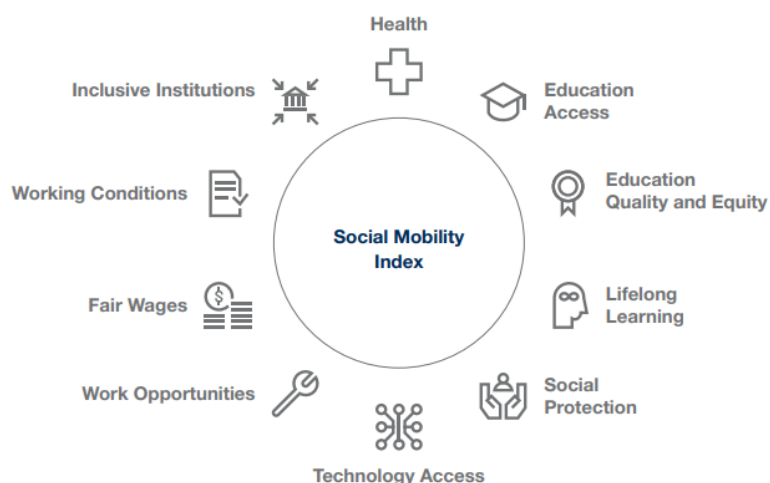 Health
Inclusive Institutions
Education
Access
Working Conditions
Education
Quality and Equity
Social Mobility
Index
Fair Wages
$
Lifelong
Learning
Work Opportunities
Social
Protection
Technology Access